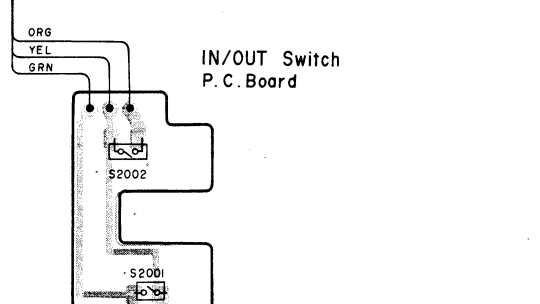 ORG
YEL
GRN
IN/OUT Switch
P.C.Board
S2002
S2001